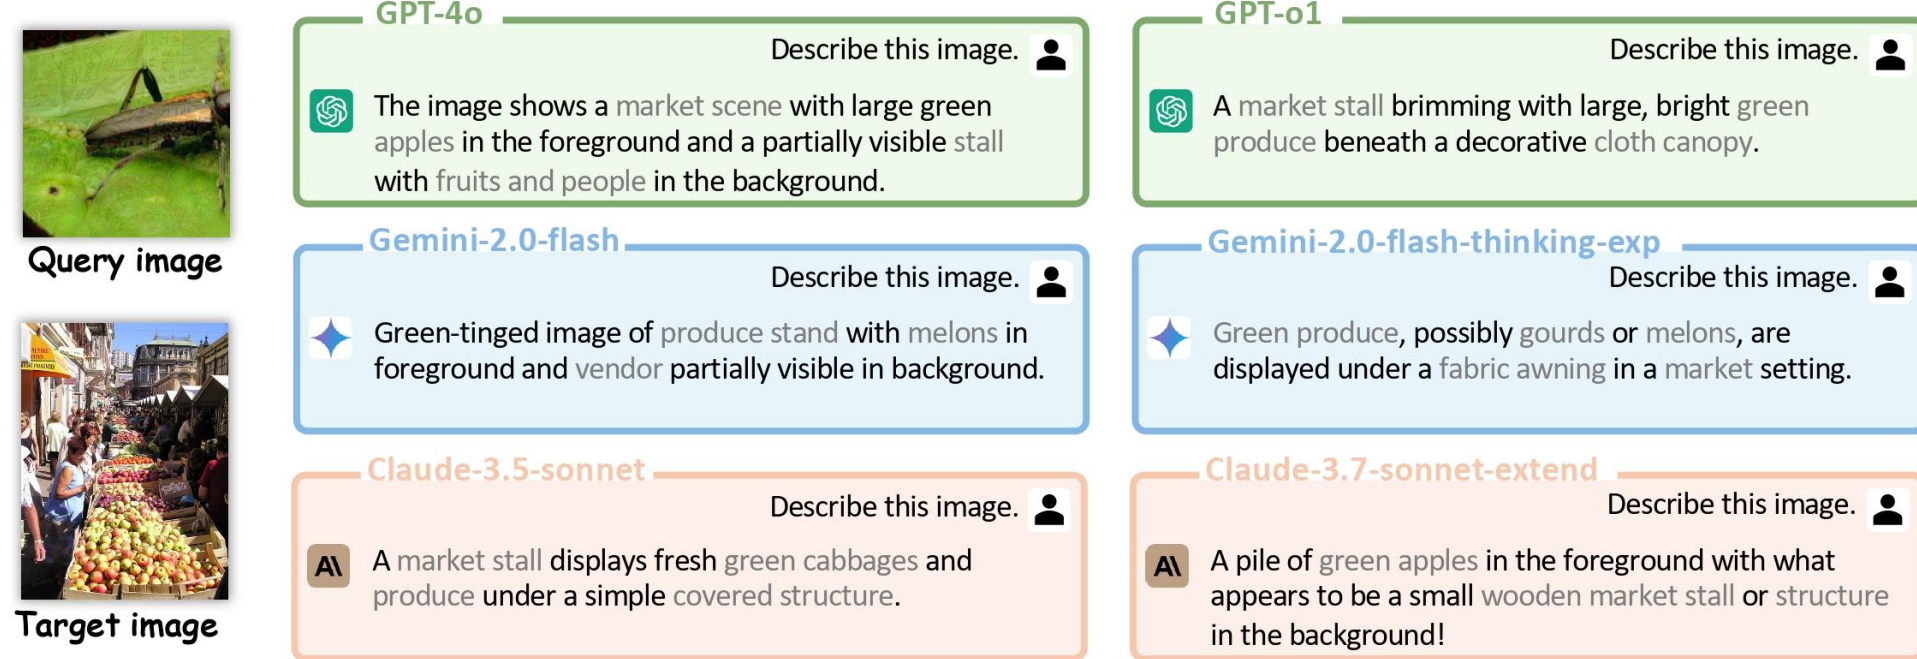 GPT-4o
Describe this image.
The image shows a market scene with large green
apples in the foreground and a partially visible stall
with fruits and people in the background.
GPT-o1
Describe this image.
A market stall brimming with large, bright green
produce beneath a decorative cloth canopy.
Query image
Gemini-2.0-flash
Describe this image.
Green-tinged image of produce stand with melons in
foreground and vendor partially visible in background.
Gemini-2.0-flash-thinking-exp
Describe this image.
Green produce, possibly gourds or melons, are
displayed under a fabric awning in a market setting.
Target image
Claude-3.5-sonnet
Describe this image.
A market stall displays fresh green cabbages and
produce under a simple covered structure.
Claude-3.7-sonnet-extend
Describe this image.
A pile of green apples in the foreground with what
appears to be a small wooden market stall or structure
in the background!